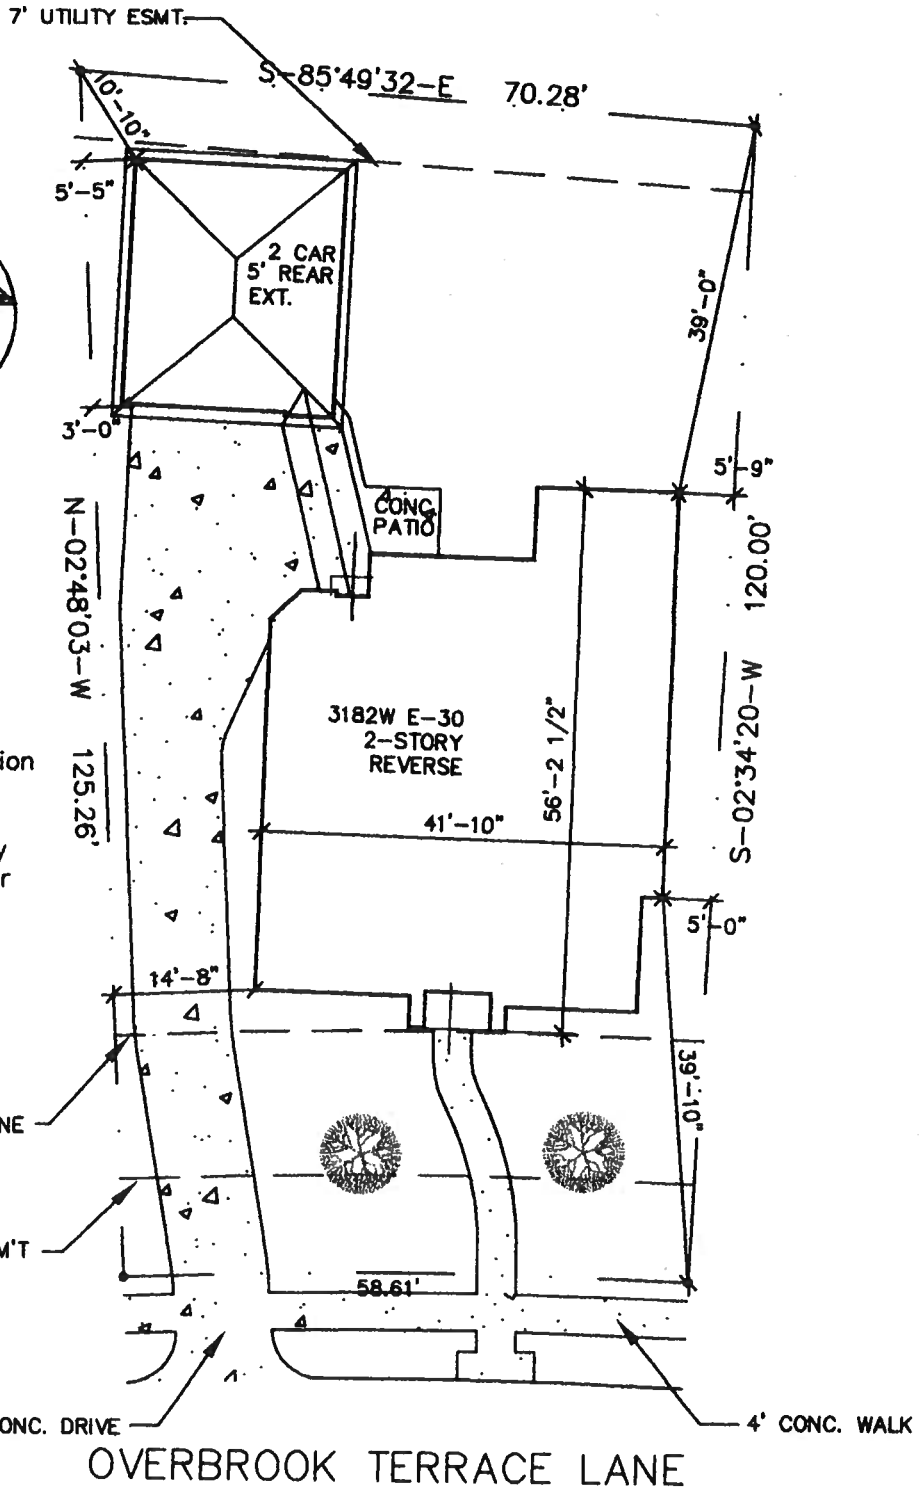 7' UTILITY ESMT.
S-85°49'32-E 70.28'
10'-10"
5'-5"
2 CAR
5' REAR
EXT.
39'-0"
3'-0"
5'-9"
CONC.
PATIO
N-02°48'03-W 125.26'
120.00'
S-02°34'20-W
3182W E-30
2-STORY
REVERSE
56'-2 1/2"
41'-10"
ion
y
r
5'-0"
14'-8"
39'-10"
NE
M'T
58.61'
ONC. DRIVE
4' CONC. WALK
OVERBROOK TERRACE LANE